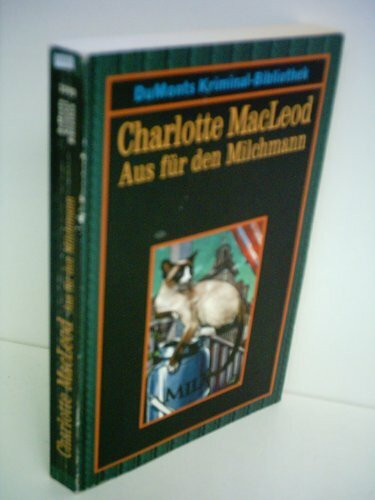 DuMonts Kriminal-Bibliothek
Charlotte MacLeod
Aus für den Milchmann
MILK
Charlotte MacLeod Aus für den Milchmann